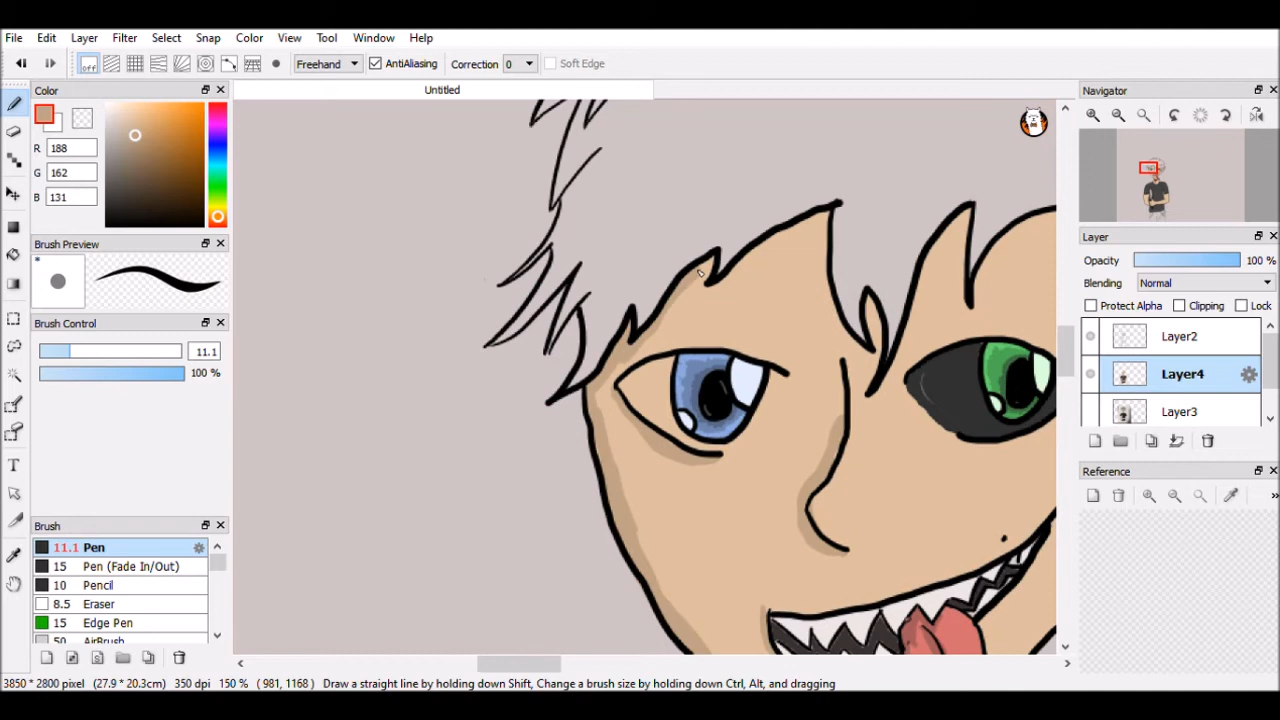 File Edit Layer Filter Select Snap Color View Tool Window Help
off Freehand AntiAliasing Correction 0 Soft Edge
Color
Untitled
Navigator
R 188
G 162
B 131
Brush Preview
Layer
Opacity 100 %
Blending Normal
Protect Alpha Clipping Lock
Brush Control
11.1
100 %
Layer2
Layer4
Layer3
Reference
Brush
11.1 Pen
15 Pen (Fade In/Out)
10 Pencil
8.5 Eraser
15 Edge Pen
50 AirBrush
3850 * 2800 pixel (27.9 * 20.3cm) 350 dpi 150 % ( 981, 1168 ) Draw a straight line by holding down Shift, Change a brush size by holding down Ctrl, Alt, and dragging